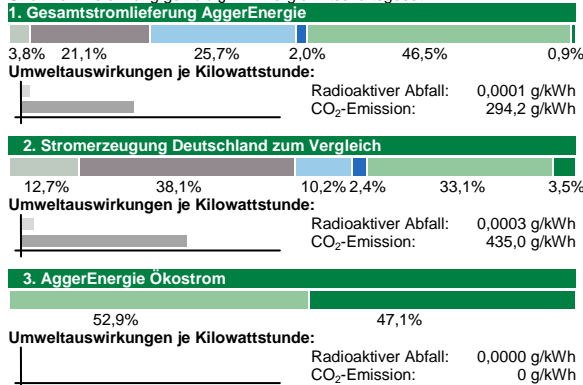 1. Gesamtstromlieferung AggerEnergie
3,8% 21,1% 25,7% 2,0% 46,5% 0,9%
Umweltauswirkungen je Kilowattstunde:
Radioaktiver Abfall: 0,0001 g/kWh
CO₂-Emission: 294,2 g/kWh
2. Stromerzeugung Deutschland zum Vergleich
12,7% 38,1% 10,2% 2,4% 33,1% 3,5%
Umweltauswirkungen je Kilowattstunde:
Radioaktiver Abfall: 0,0003 g/kWh
CO₂-Emission: 435,0 g/kWh
3. AggerEnergie Ökostrom
52,9% 47,1%
Umweltauswirkungen je Kilowattstunde:
Radioaktiver Abfall: 0,0000 g/kWh
CO₂-Emission: 0 g/kWh